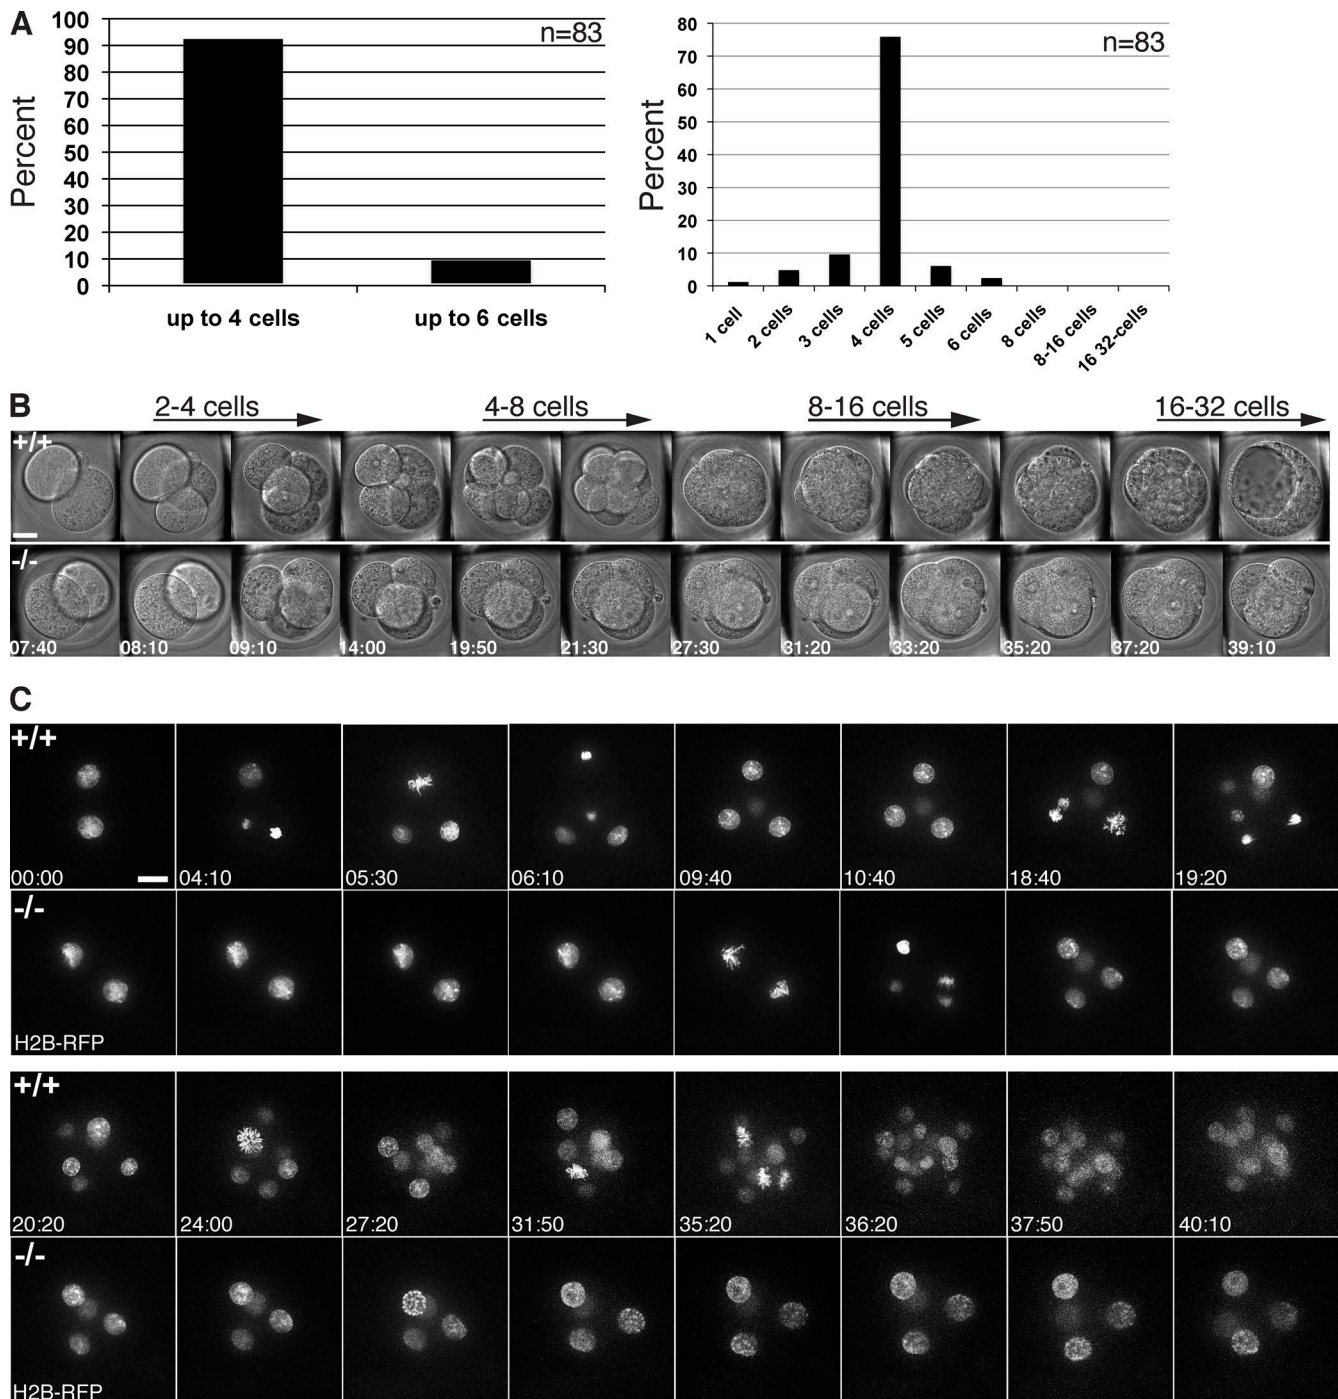 A
100
90
80
70
60
50
40
30
20
10
0
Percent
n=83
up to 4 cells
up to 6 cells
80
70
60
50
40
30
20
10
0
Percent
n=83
1 cell
2 cells
3 cells
4 cells
5 cells
6 cells
8 cells
8-16 cells
16 32-cells
B
2-4 cells
4-8 cells
8-16 cells
16-32 cells
+/+
-/-
07:40 08:10 09:10 14:00 19:50 21:30 27:30 31:20 33:20 35:20 37:20 39:10
C
+/+
00:00 04:10 05:30 06:10 09:40 10:40 18:40 19:20
-/-
H2B-RFP
+/+
20:20 24:00 27:20 31:50 35:20 36:20 37:50 40:10
-/-
H2B-RFP